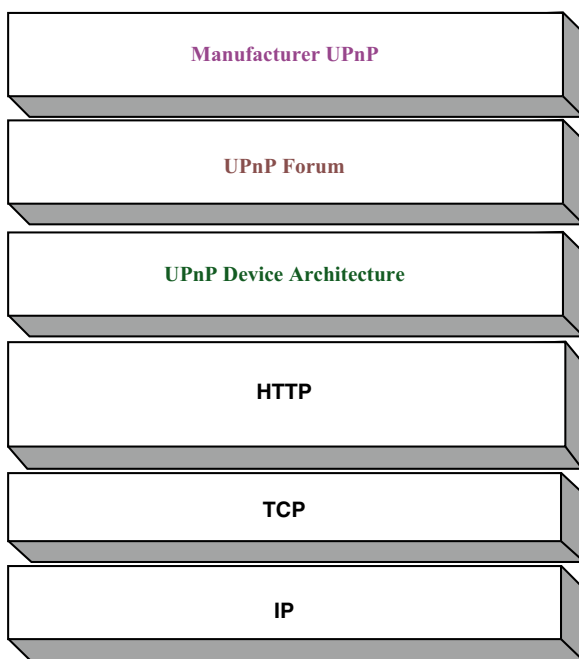 Manufacturer UPnP
UPnP Forum
UPnP Device Architecture
HTTP
TCP
IP